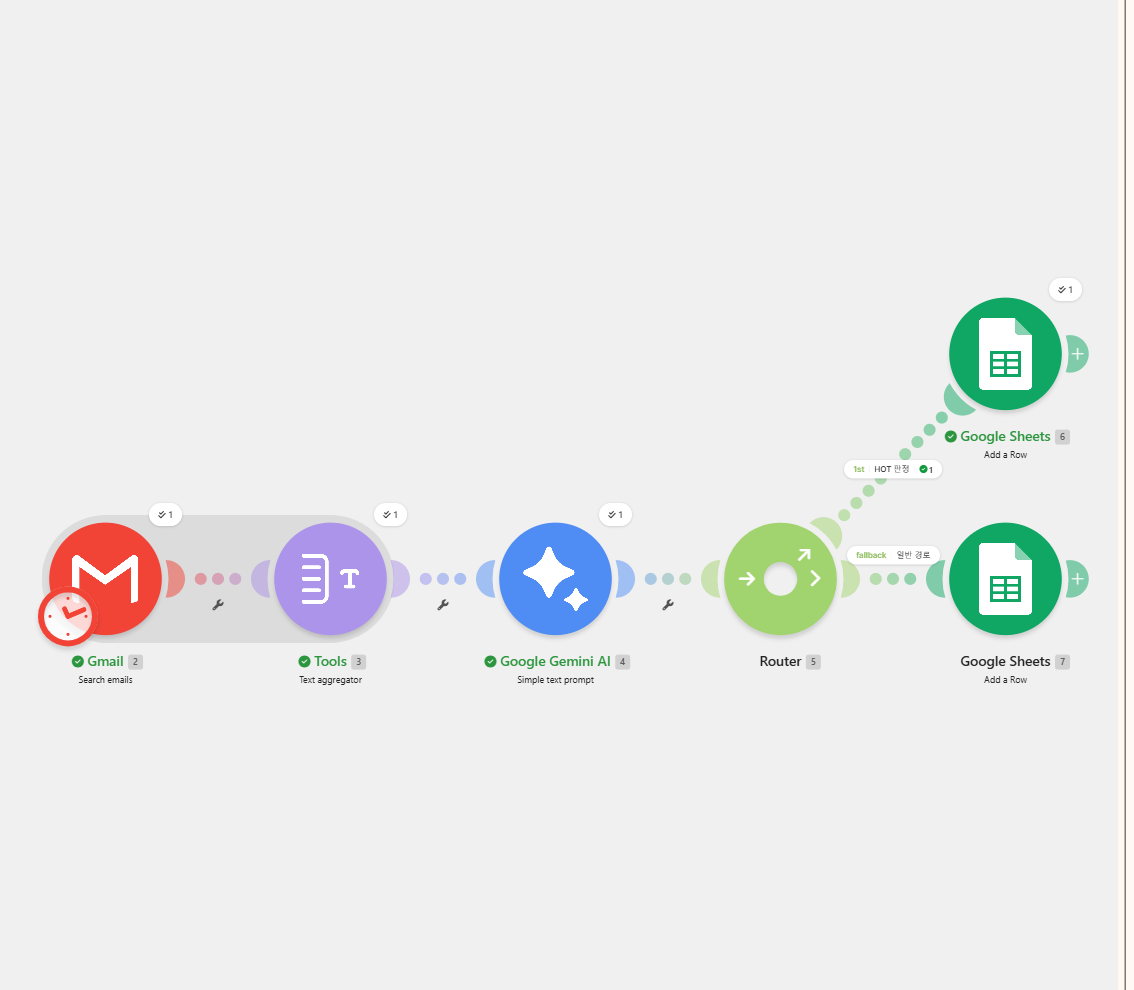 1
Google Sheets 6
Add a Row
1st HOT 판정 1
1
1
1
fallback 일반 경로
Gmail 2
Search emails
Tools 3
Text aggregator
Google Gemini AI 4
Simple text prompt
Router 5
Google Sheets 7
Add a Row